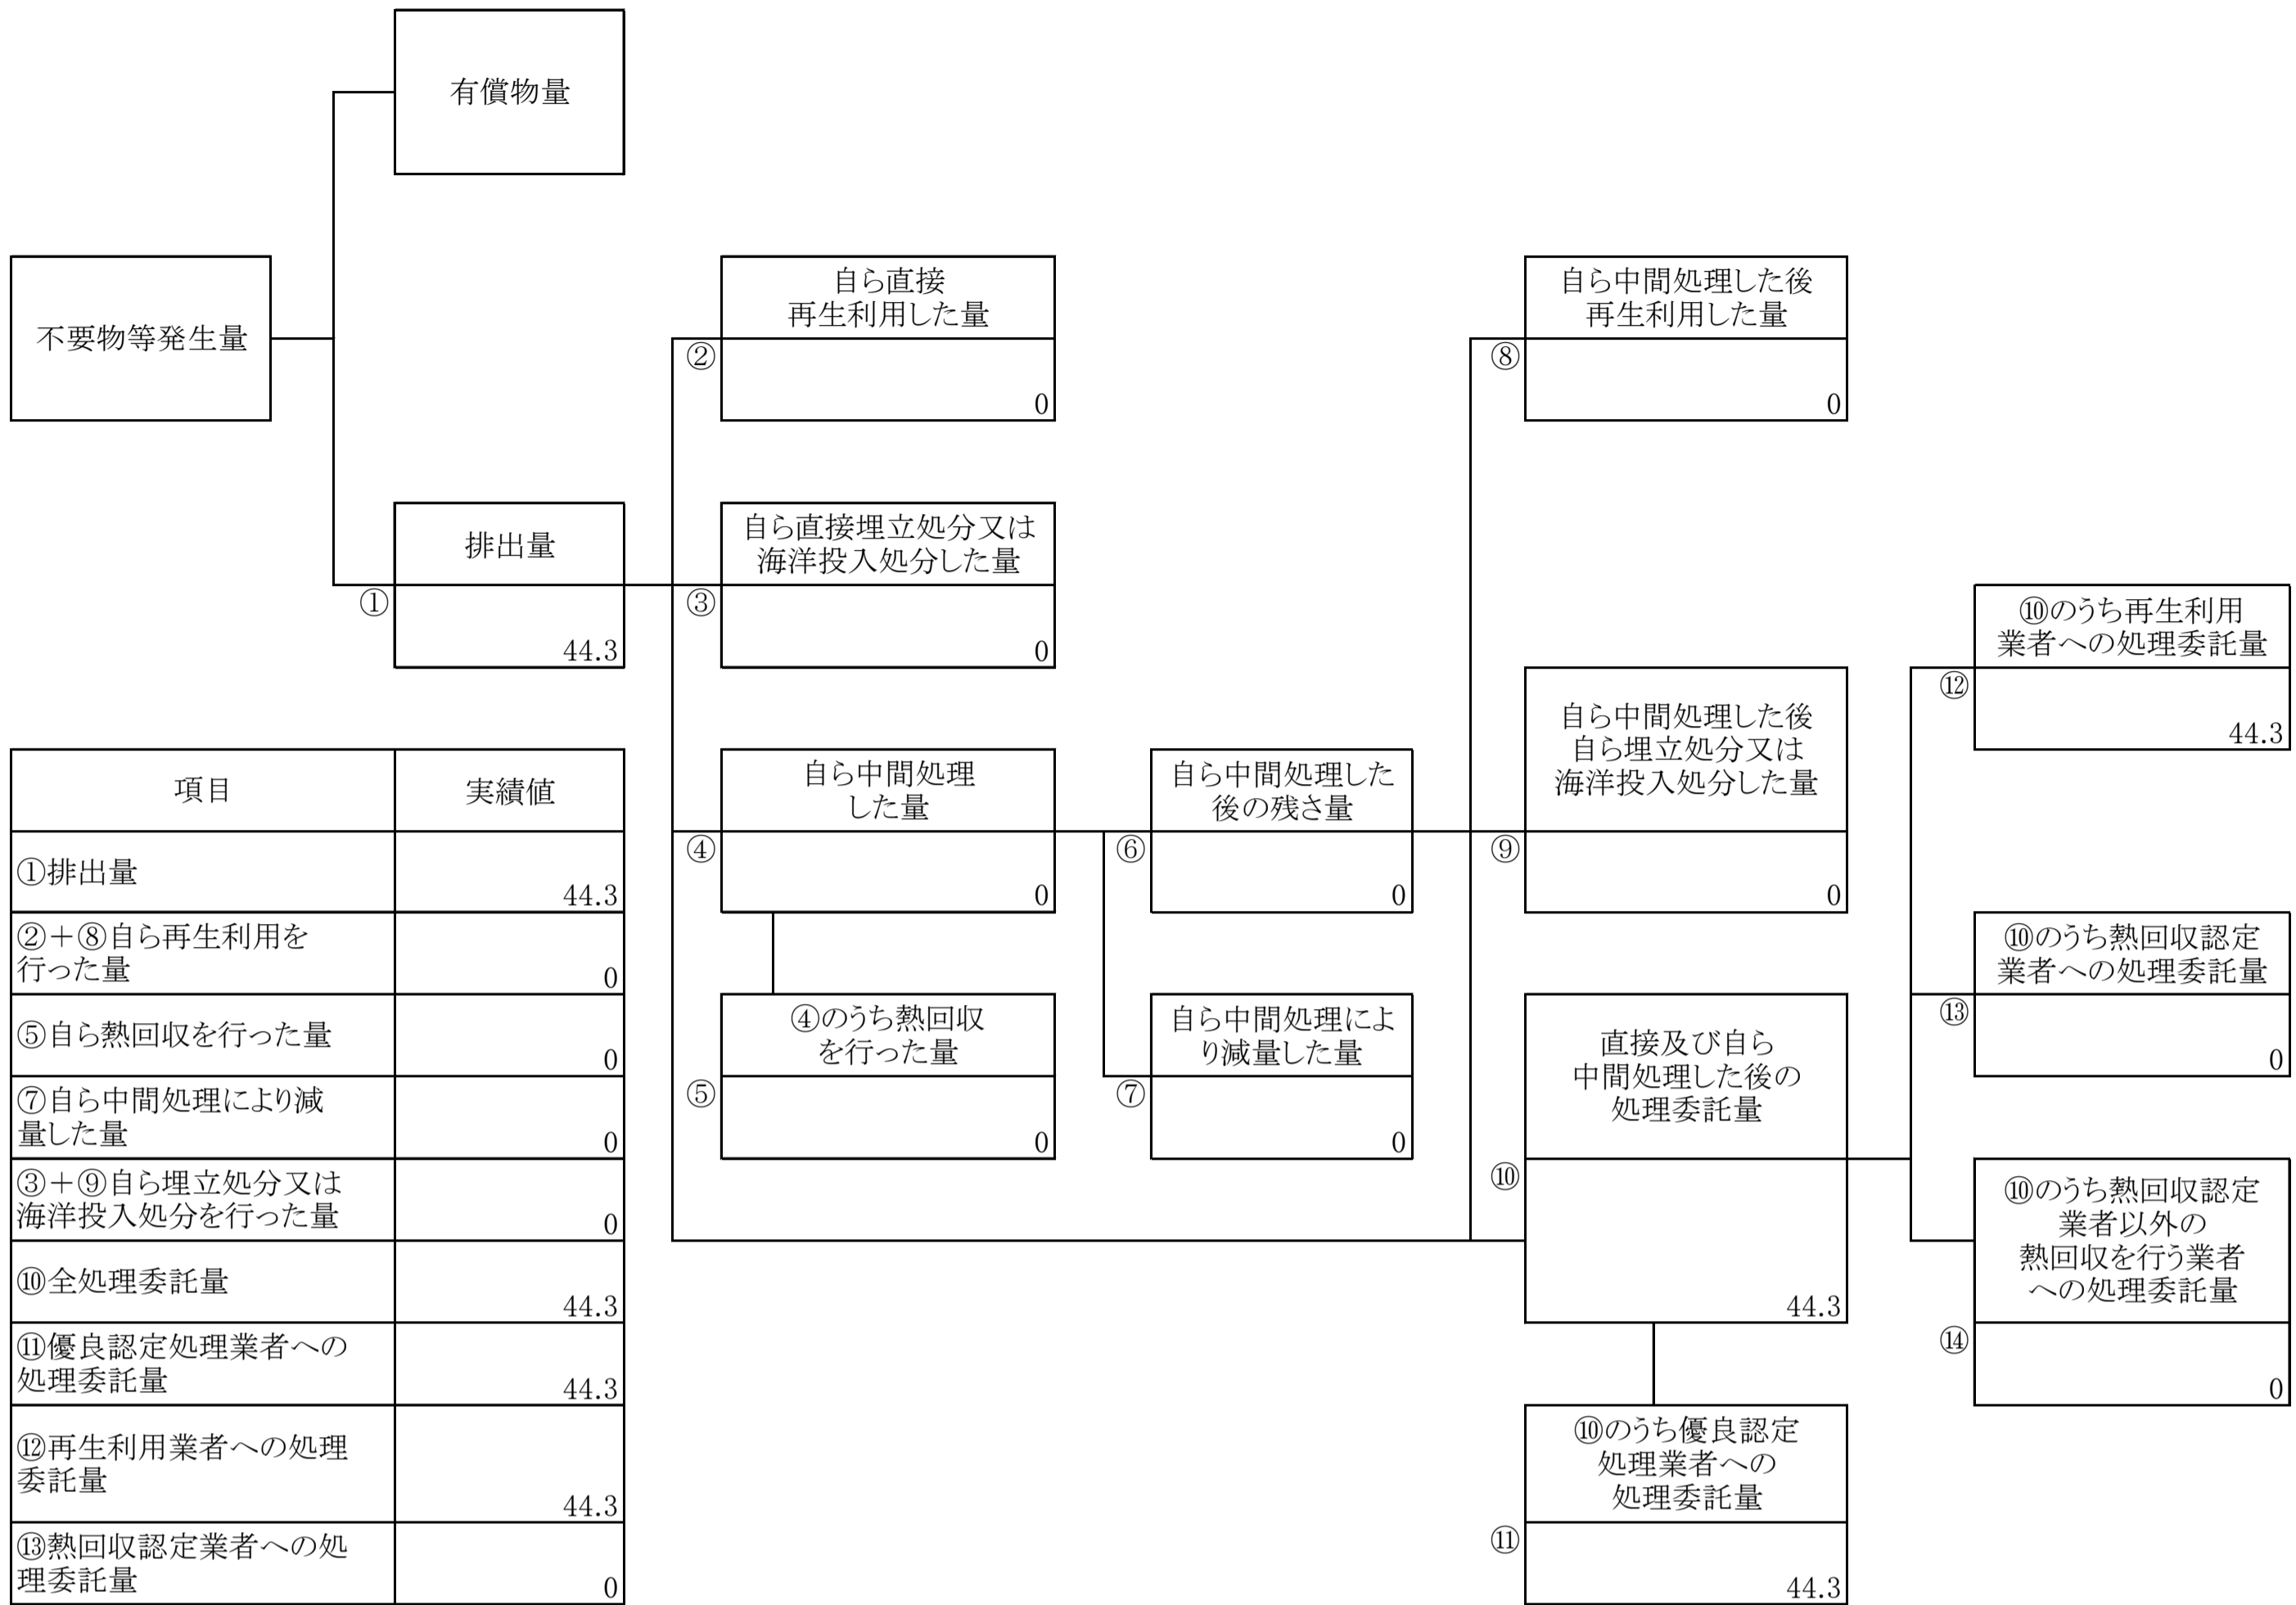 有償物量
不要物等発生量
自ら直接
再生利用した量
②
0
自ら中間処理した後
再生利用した量
⑧
0
排出量
①
44.3
自ら直接埋立処分又は
海洋投入処分した量
③
0
⑩のうち再生利用
業者への処理委託量
⑫
44.3
自ら中間処理
した量
④
0
自ら中間処理した
後の残さ量
⑥
0
自ら中間処理した後
自ら埋立処分又は
海洋投入処分した量
⑨
0
⑩のうち熱回収認定
業者への処理委託量
⑬
0
④のうち熱回収
を行った量
⑤
0
自ら中間処理によ
り減量した量
⑦
0
直接及び自ら
中間処理した後の
処理委託量
⑩
44.3
⑩のうち熱回収認定
業者以外の
熱回収を行う業者
への処理委託量
⑭
0
⑩のうち優良認定
処理業者への
処理委託量
⑪
44.3
項目 実績値
①排出量
44.3
②＋⑧自ら再生利用を
行った量
0
⑤自ら熱回収を行った量
0
⑦自ら中間処理により減
量した量
0
③＋⑨自ら埋立処分又は
海洋投入処分を行った量
0
⑩全処理委託量
44.3
⑪優良認定処理業者への
処理委託量
44.3
⑫再生利用業者への処理
委託量
44.3
⑬熱回収認定業者への処
理委託量
0